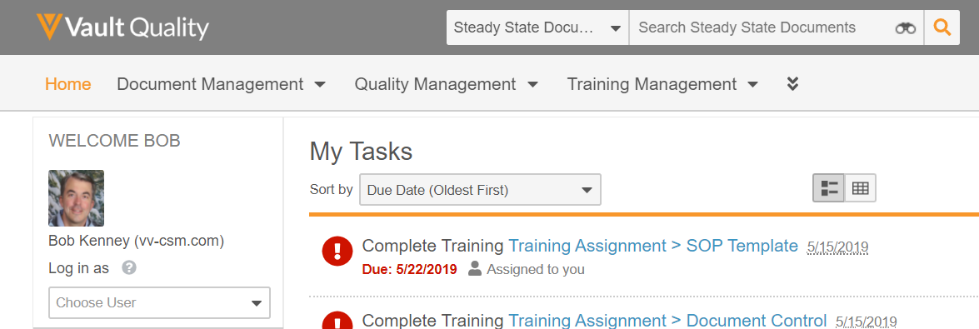 Vault Quality
Steady State Docu...
Search Steady State Documents
Home
Document Management
Quality Management
Training Management
WELCOME BOB
Bob Kenney (vv-csm.com)
Log in as ?
Choose User
My Tasks
Sort by Due Date (Oldest First)
! Complete Training Training Assignment > SOP Template 5/15/2019
Due: 5/22/2019 Assigned to you
! Complete Training Training Assignment > Document Control 5/15/2019